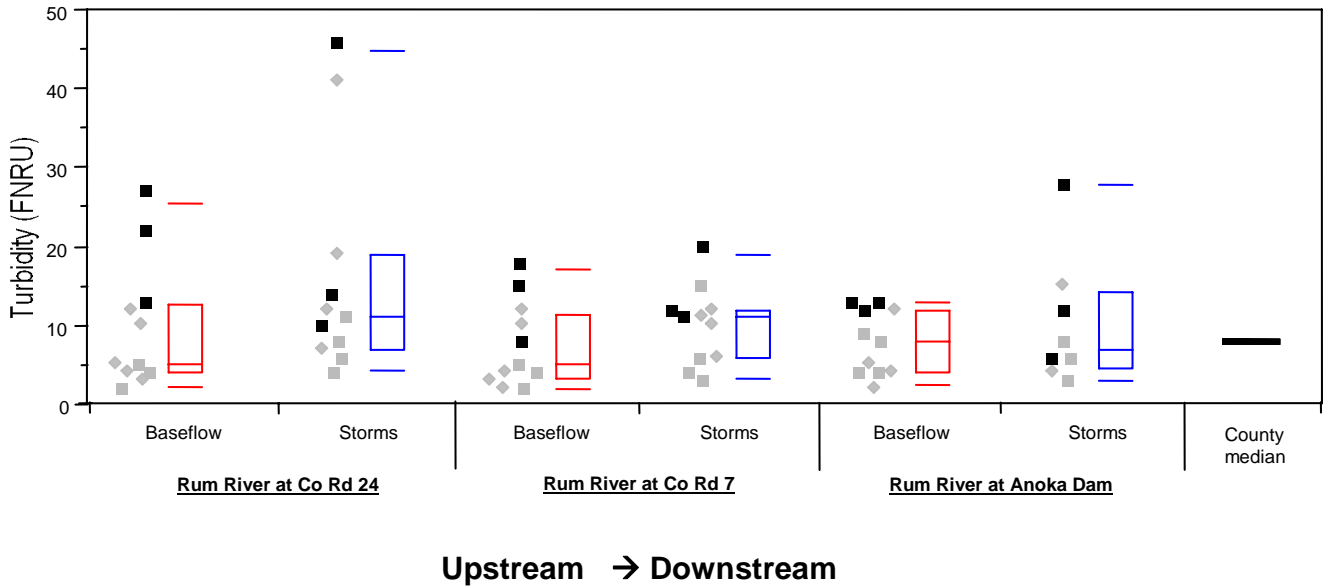 50
40
30
20
10
0
Turbidity (FNRU)
Baseflow Storms Baseflow Storms Baseflow Storms County median
Rum River at Co Rd 24 Rum River at Co Rd 7 Rum River at Anoka Dam
Upstream → Downstream